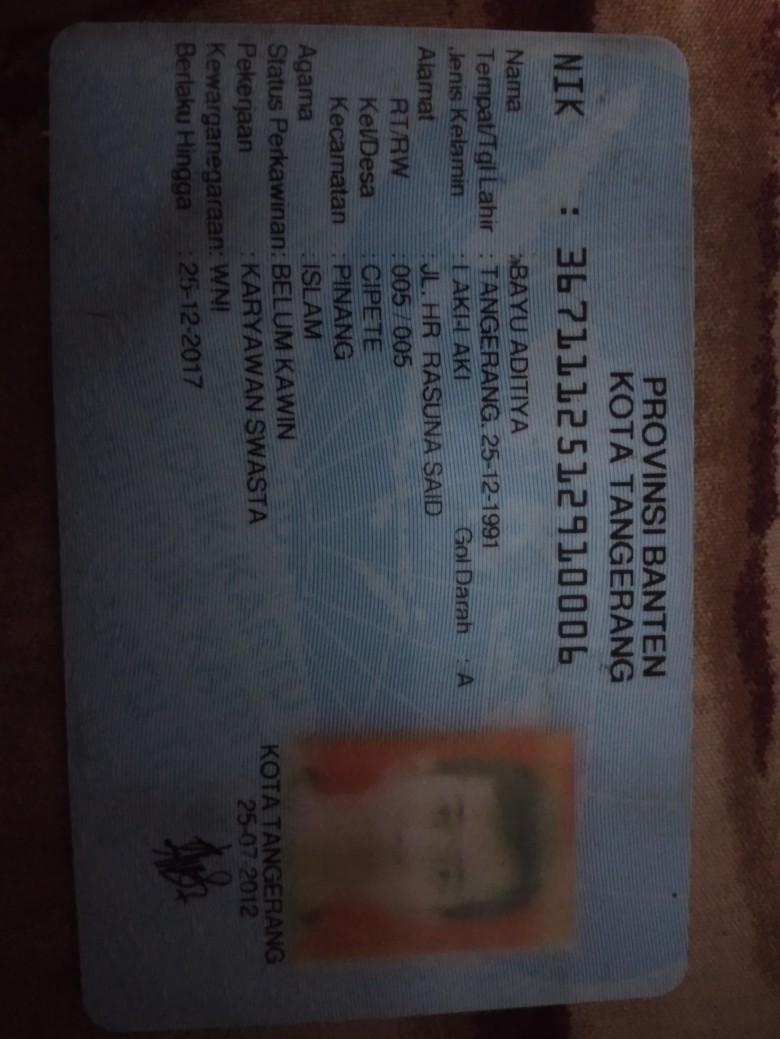 PROVINSI BANTEN
KOTA TANGERANG
NIK : 3671112512910006
Nama : BAYU ADITIYA
Tempat/Tgl Lahir : TANGERANG, 25-12-1991
Jenis Kelamin : LAKI-LAKI Gol Darah : A
Alamat : JL. HR RASUNA SAID
RT/RW : 005 / 005
Kel/Desa : CIPETE
Kecamatan : PINANG
Agama : ISLAM
Status Perkawinan: BELUM KAWIN
Pekerjaan : KARYAWAN SWASTA
Kewarganegaraan: WNI
Berlaku Hingga : 25-12-2017
KOTA TANGERANG
25-07-2012